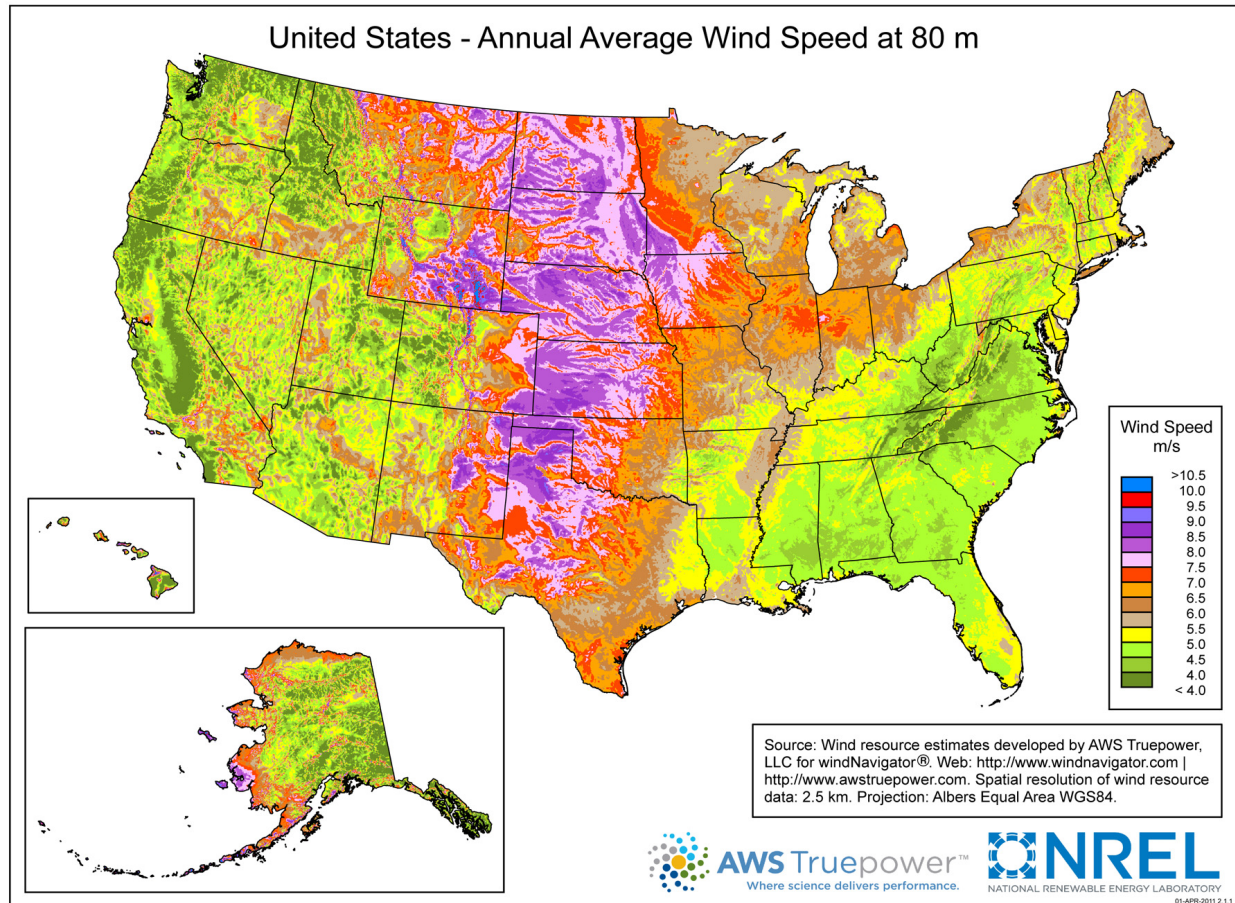 United States - Annual Average Wind Speed at 80 m
Wind Speed
m/s
>10.5
10.0
9.5
9.0
8.5
8.0
7.5
7.0
6.5
6.0
5.5
5.0
4.5
4.0
< 4.0
Source: Wind resource estimates developed by AWS Truepower,
LLC for windNavigator®. Web: http://www.windnavigator.com |
http://www.awstruepower.com. Spatial resolution of wind resource
data: 2.5 km. Projection: Albers Equal Area WGS84.
AWS Truepower™
Where science delivers performance.
NREL
NATIONAL RENEWABLE ENERGY LABORATORY
01-APR-2011 2.1.1